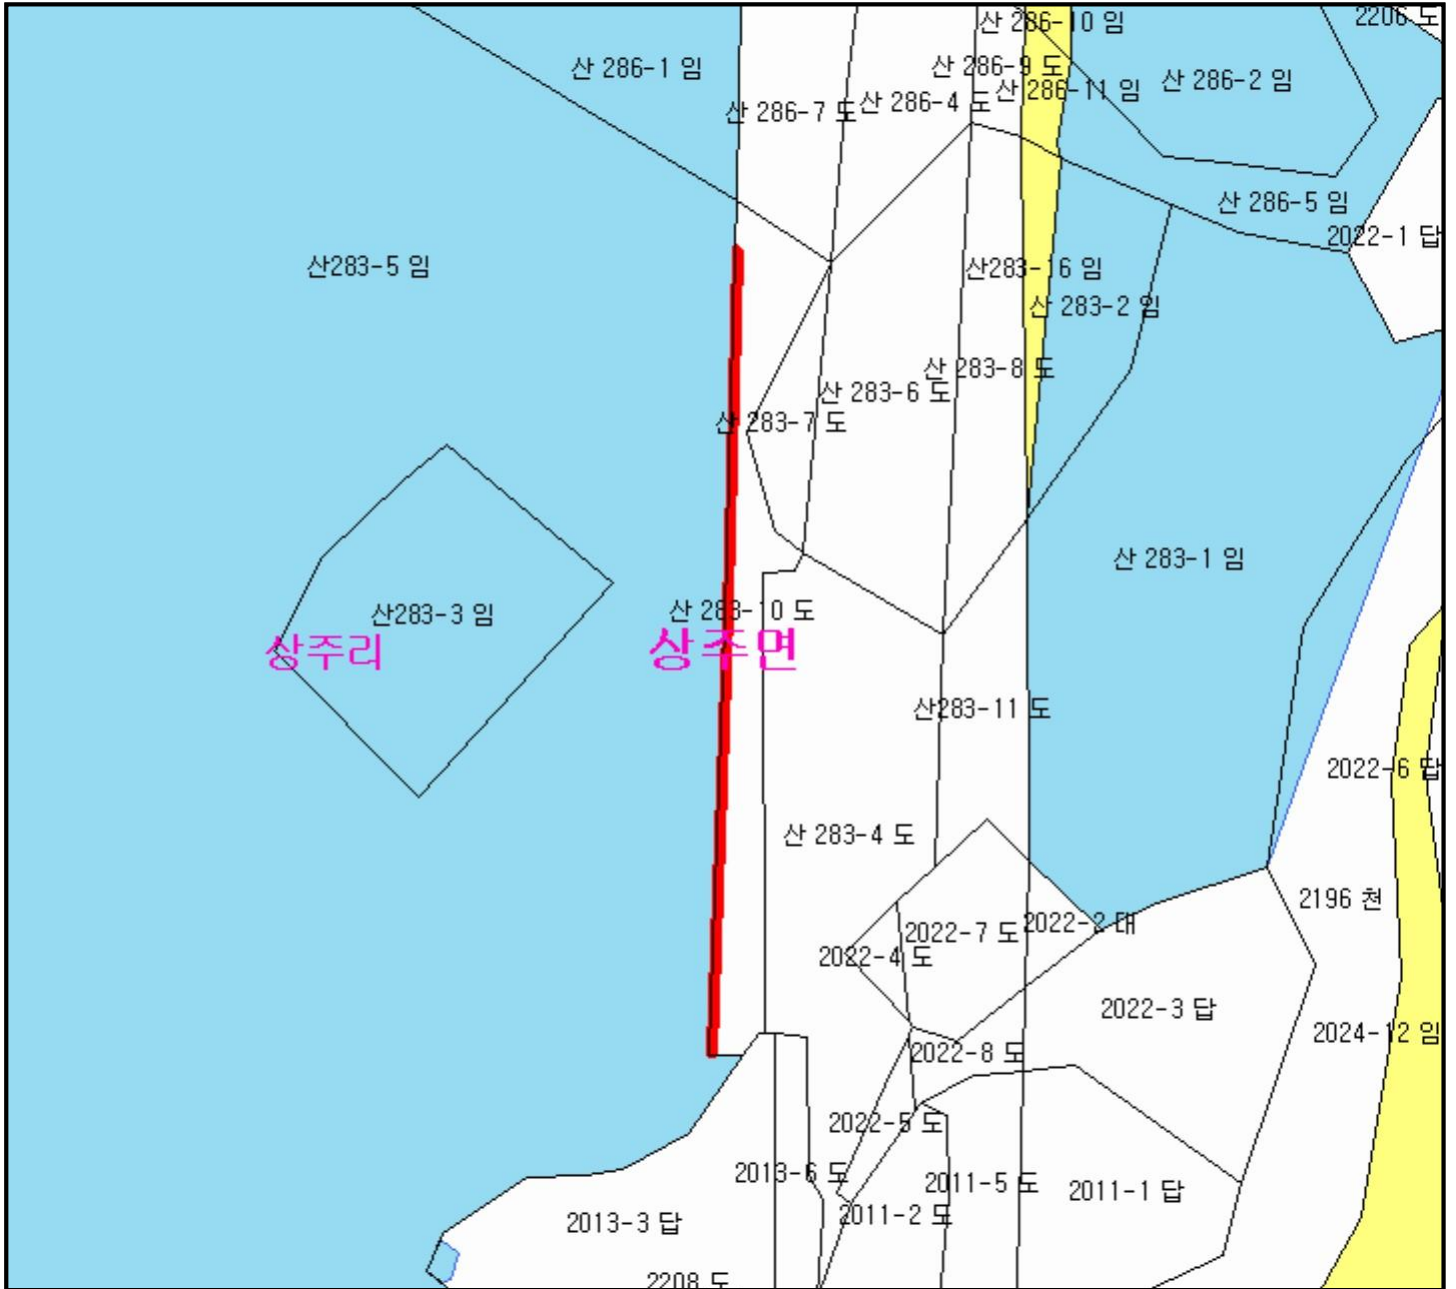 2206 도
산 286-10 임
산 286-1 임
산 286-9 도
산 286-11 임
산 286-2 임
산 286-7 도
산 286-4 도
산 286-5 임
2022-1 답
산283-5 임
산283-16 임
산 283-2 임
산 283-8 도
산 283-6 도
산 283-7 도
산 283-1 임
산283-3 임
산 283-10 도
상주리
상주면
산283-11 도
2022-6 답
산 283-4 도
2196 천
2022-2 대
2022-7 도
2022-4 도
2022-3 답
2024-12 임
2022-8 도
2022-5 도
2013-6 도
2011-5 도
2011-1 답
2011-2 도
2013-3 답
2208 도